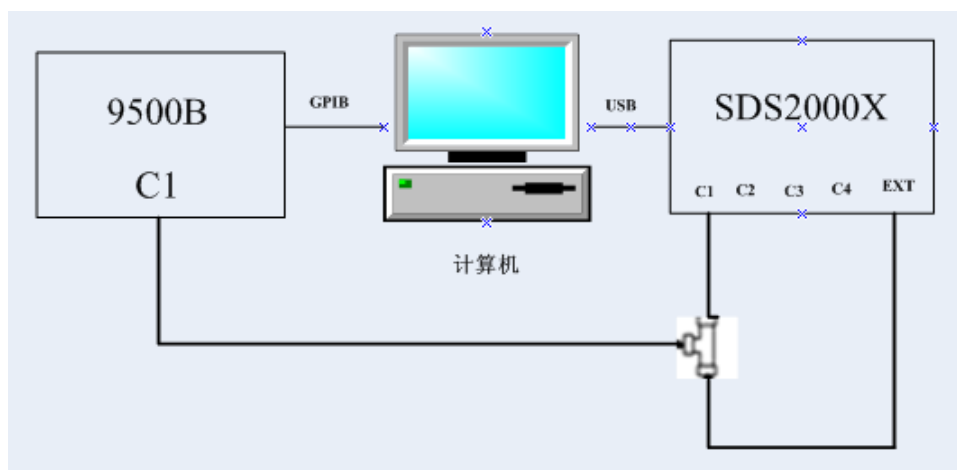 9500B
C1
GPIB
USB
SDS2000X
C1 C2 C3 C4 EXT
计算机